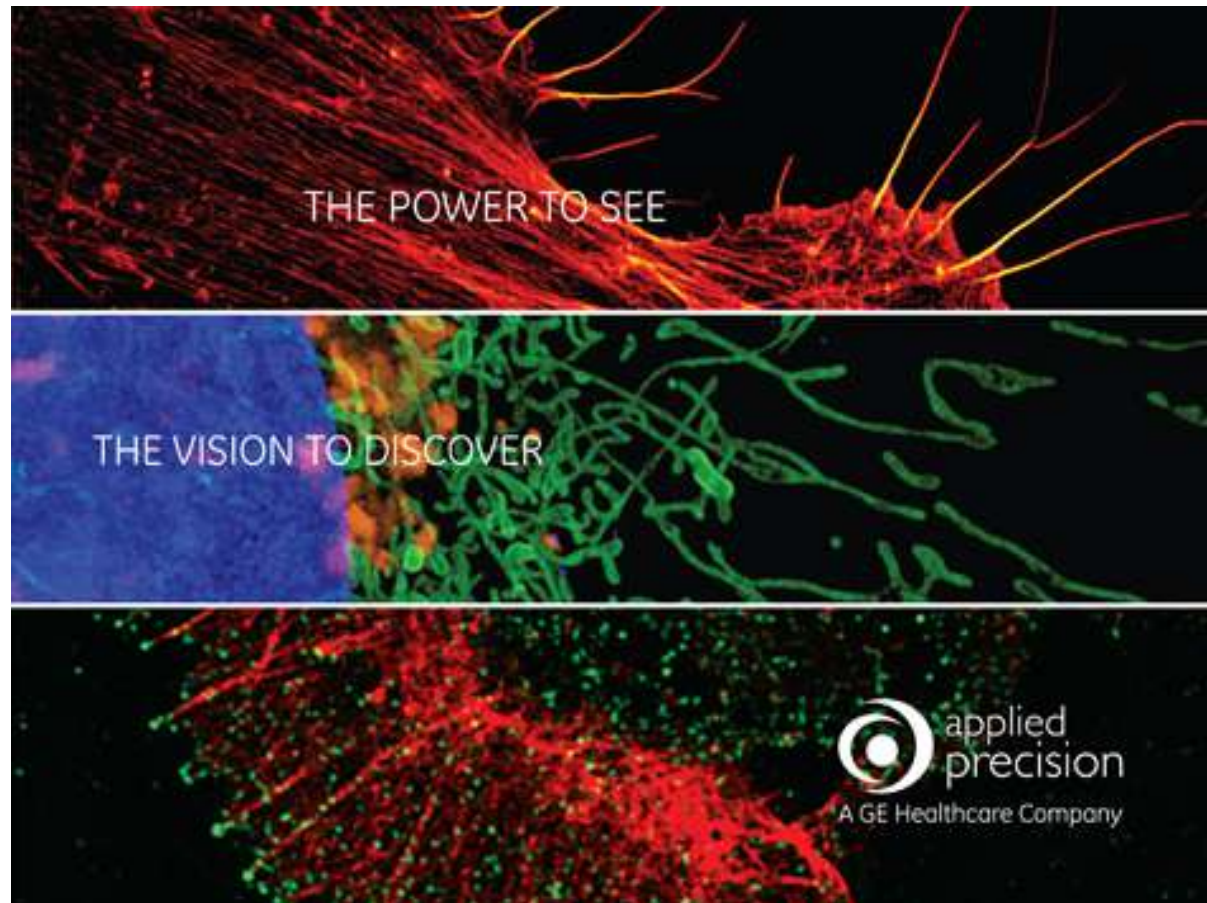 THE POWER TO SEE
THE VISION TO DISCOVER
applied
precision
A GE Healthcare Company